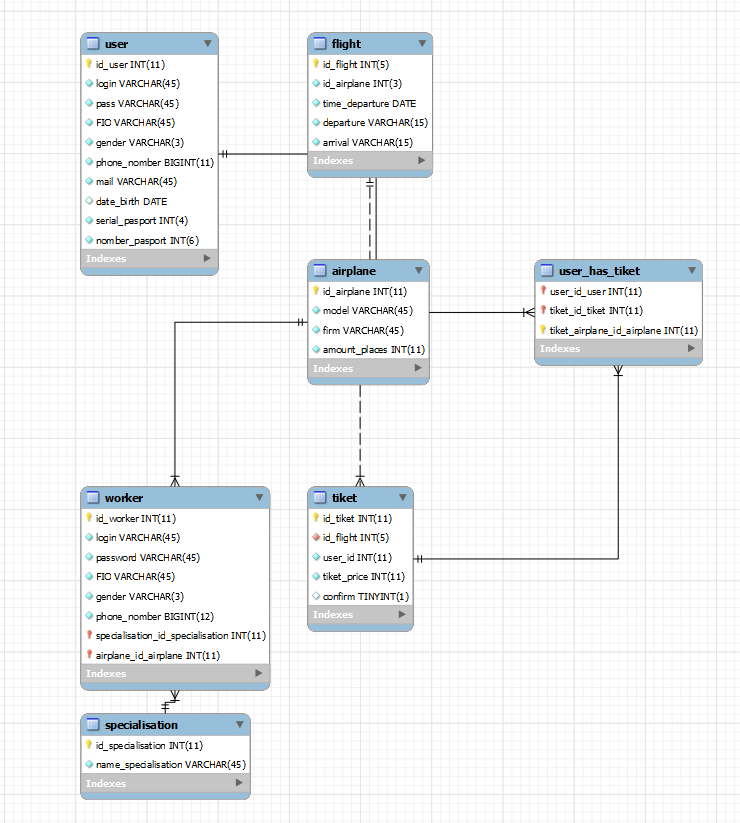 user
id_user INT(11)
login VARCHAR(45)
pass VARCHAR(45)
FIO VARCHAR(45)
gender VARCHAR(3)
phone_nomber BIGINT(11)
mail VARCHAR(45)
date_birth DATE
serial_pasport INT(4)
nomber_pasport INT(6)
Indexes
flight
id_flight INT(5)
id_airplane INT(3)
time_departure DATE
departure VARCHAR(15)
arrival VARCHAR(15)
Indexes
airplane
id_airplane INT(11)
model VARCHAR(45)
firm VARCHAR(45)
amount_places INT(11)
Indexes
user_has_tiket
user_id_user INT(11)
tiket_id_tiket INT(11)
tiket_airplane_id_airplane INT(11)
Indexes
worker
id_worker INT(11)
login VARCHAR(45)
password VARCHAR(45)
FIO VARCHAR(45)
gender VARCHAR(3)
phone_nomber BIGINT(12)
specialisation_id_specialisation INT(11)
airplane_id_airplane INT(11)
Indexes
tiket
id_tiket INT(11)
id_flight INT(5)
user_id INT(11)
tiket_price INT(11)
confirm TINYINT(1)
Indexes
specialisation
id_specialisation INT(11)
name_specialisation VARCHAR(45)
Indexes